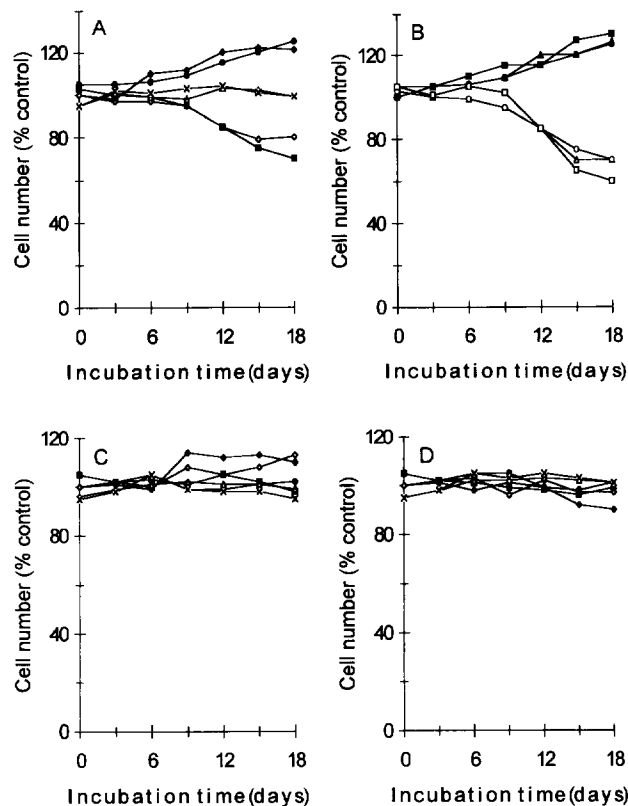 A
Cell number (% control)
120
80
40
0
0 6 12 18
Incubation time(days)
B
Cell number (% control)
120
80
40
0
0 6 12 18
Incubation time(days)
C
Cell number (% control)
120
80
40
0
0 6 12 18
Incubation time(days)
D
Cell number (% control)
120
80
40
0
0 6 12 18
Incubation time(days)